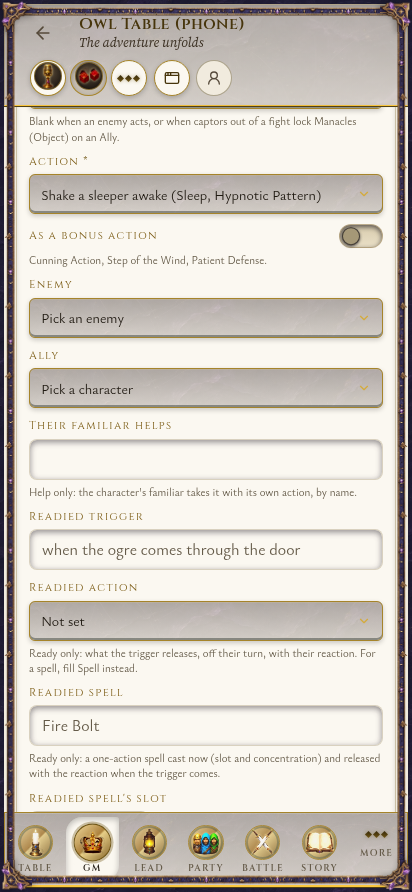 Owl Table (phone)
The adventure unfolds
Blank when an enemy acts, or when captors out of a fight lock Manacles
(Object) on an Ally.
ACTION *
Shake a sleeper awake (Sleep, Hypnotic Pattern)
AS A BONUS ACTION
Cunning Action, Step of the Wind, Patient Defense.
ENEMY
Pick an enemy
ALLY
Pick a character
THEIR FAMILIAR HELPS
Help only: the character's familiar takes it with its own action, by name.
READIED TRIGGER
when the ogre comes through the door
READIED ACTION
Not set
Ready only: what the trigger releases, off their turn, with their reaction. For
a spell, fill Spell instead.
READIED SPELL
Fire Bolt
Ready only: a one-action spell cast now (slot and concentration) and released
with the reaction when the trigger comes.
READIED SPELL'S SLOT
TABLE
GM
LEAD
PARTY
BATTLE
STORY
MORE